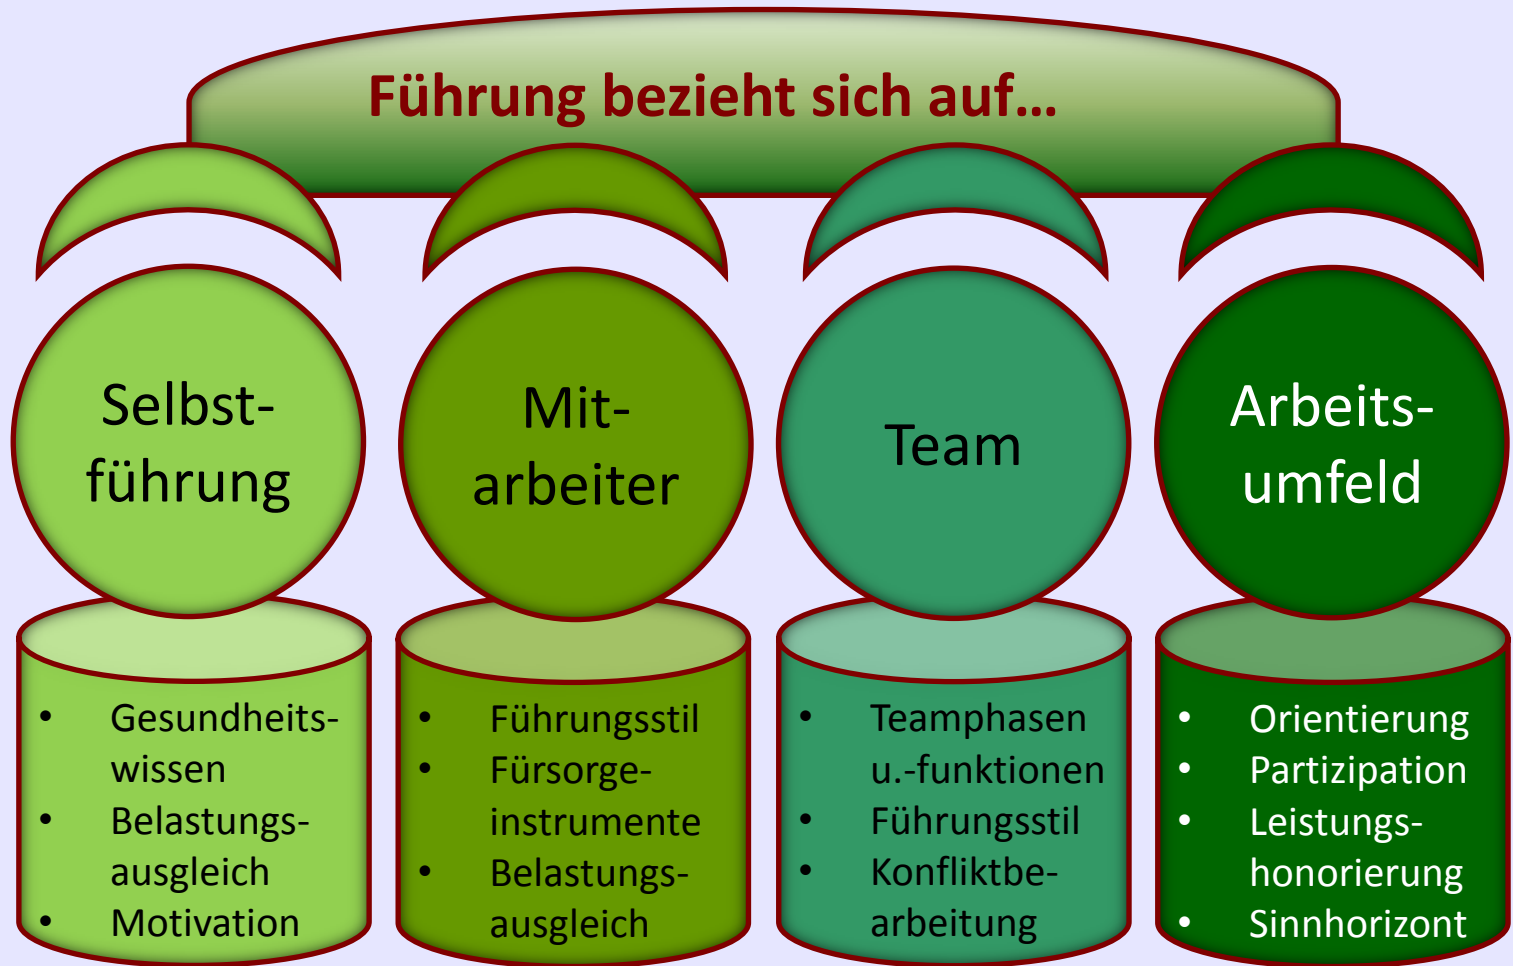 Führung bezieht sich auf…
Selbst-
führung
Mit-
arbeiter
Team
Arbeits-
umfeld
• Gesundheits-
wissen
• Belastungs-
ausgleich
• Motivation
• Führungsstil
• Fürsorge-
instrumente
• Belastungs-
ausgleich
• Teamphasen
u.-funktionen
• Führungsstil
• Konfliktbe-
arbeitung
• Orientierung
• Partizipation
• Leistungs-
honorierung
• Sinnhorizont